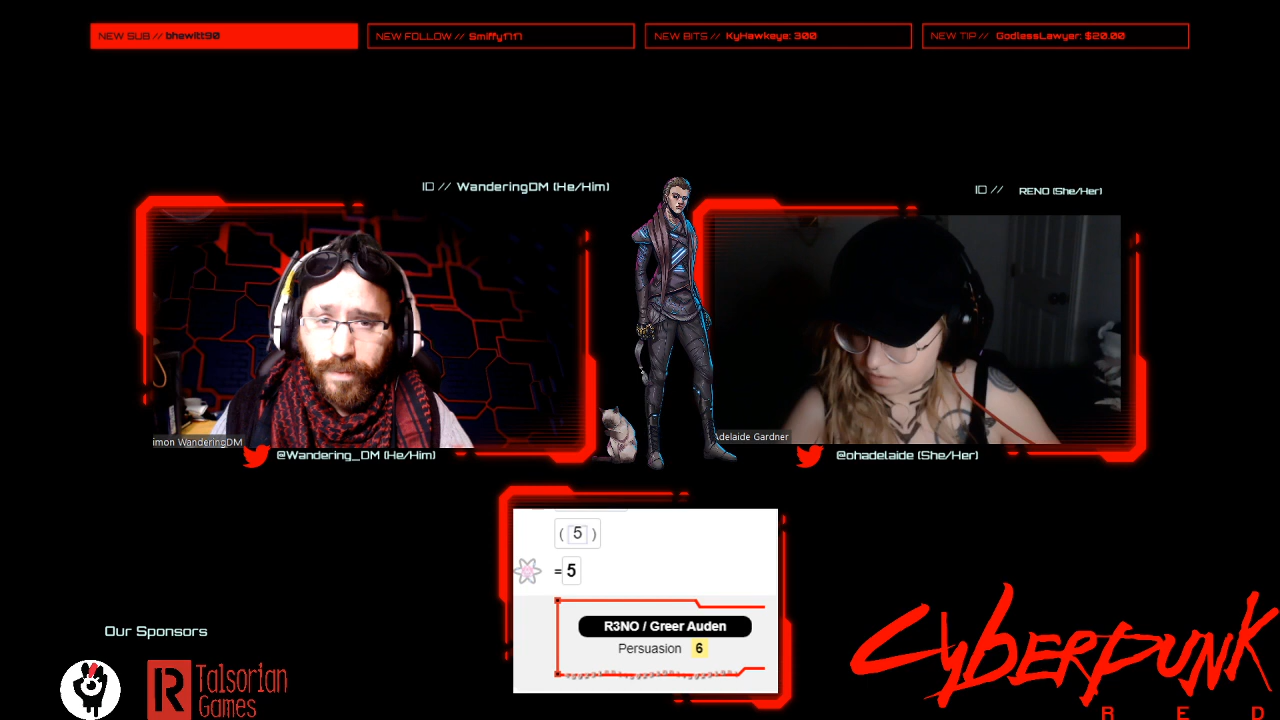 NEW SUB // bhewitt90
NEW FOLLOW // Smiffy1717
NEW BITS // KyHawkeye: 300
NEW TIP // GodlessLawyer: $20.00
ID // WanderingDM (He/Him)
ID // RENO (She/Her)
imon WanderingDM
delaide Gardner
@Wandering_DM (He/Him)
@ohadelaide (She/Her)
( 5 )
=5
R3NO / Greer Auden
Persuasion 6
Our Sponsors
R Talsorian
Games
Cyberpunk
RED